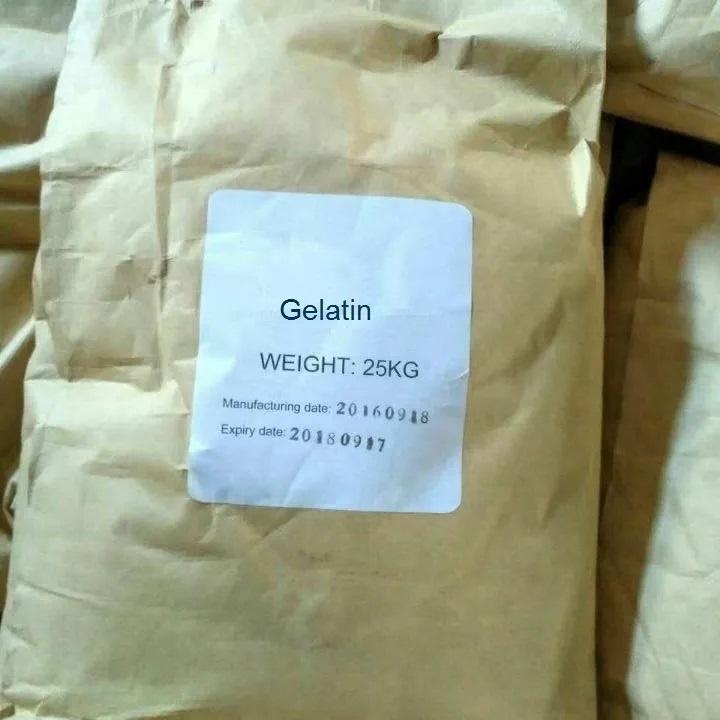 Gelatin
WEIGHT: 25KG
Manufacturing date: 20160918
Expiry date: 20180917